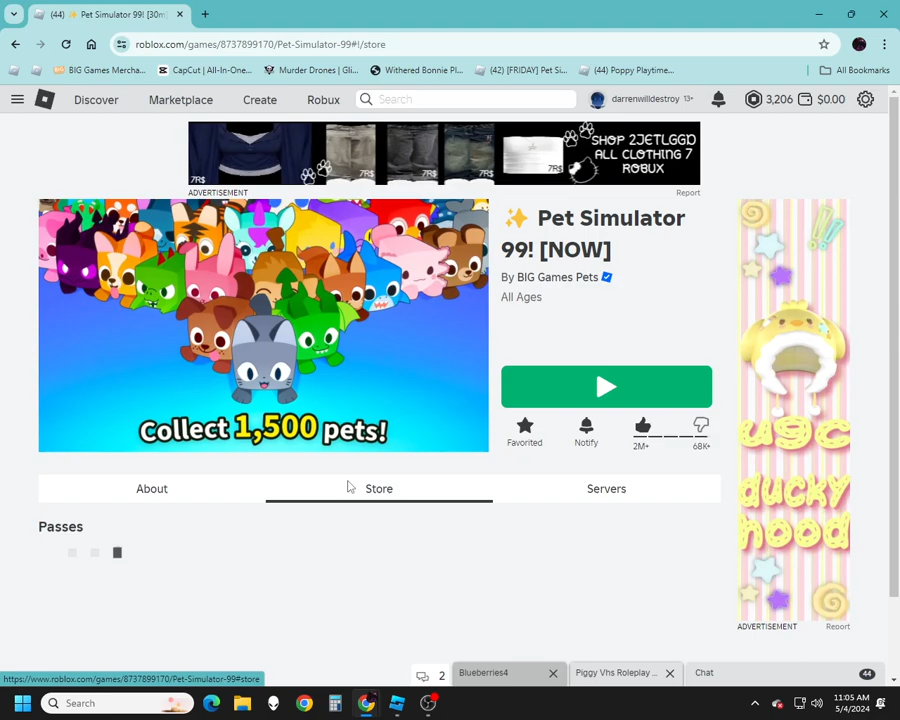 (44) ✨ Pet Simulator 99! [30m
roblox.com/games/8737899170/Pet-Simulator-99#!/store
BIG Games Mercha...
CapCut | All-In-One...
Murder Drones | Gli...
Withered Bonnie Pl...
(42) [FRIDAY] Pet Si...
(44) Poppy Playtime...
All Bookmarks
Discover
Marketplace
Create
Robux
Search
darrenwilldestroy 13+
3,206
$0.00
7R$
7R$
7R$
7R$
SHOP 2JETLGGD
ALL CLOTHING 7
ROBUX
ADVERTISEMENT
Report
Collect 1,500 pets!
✨ Pet Simulator
99! [NOW]
By BIG Games Pets
All Ages
Favorited
Notify
2M+
68K+
About
Store
Servers
Passes
ugc
ducky
hood
ADVERTISEMENT
Report
https://www.roblox.com/games/8737899170/Pet-Simulator-99#store
2
Blueberries4
Piggy Vhs Roleplay ...
Chat
44
Search
11:05 AM
5/4/2024